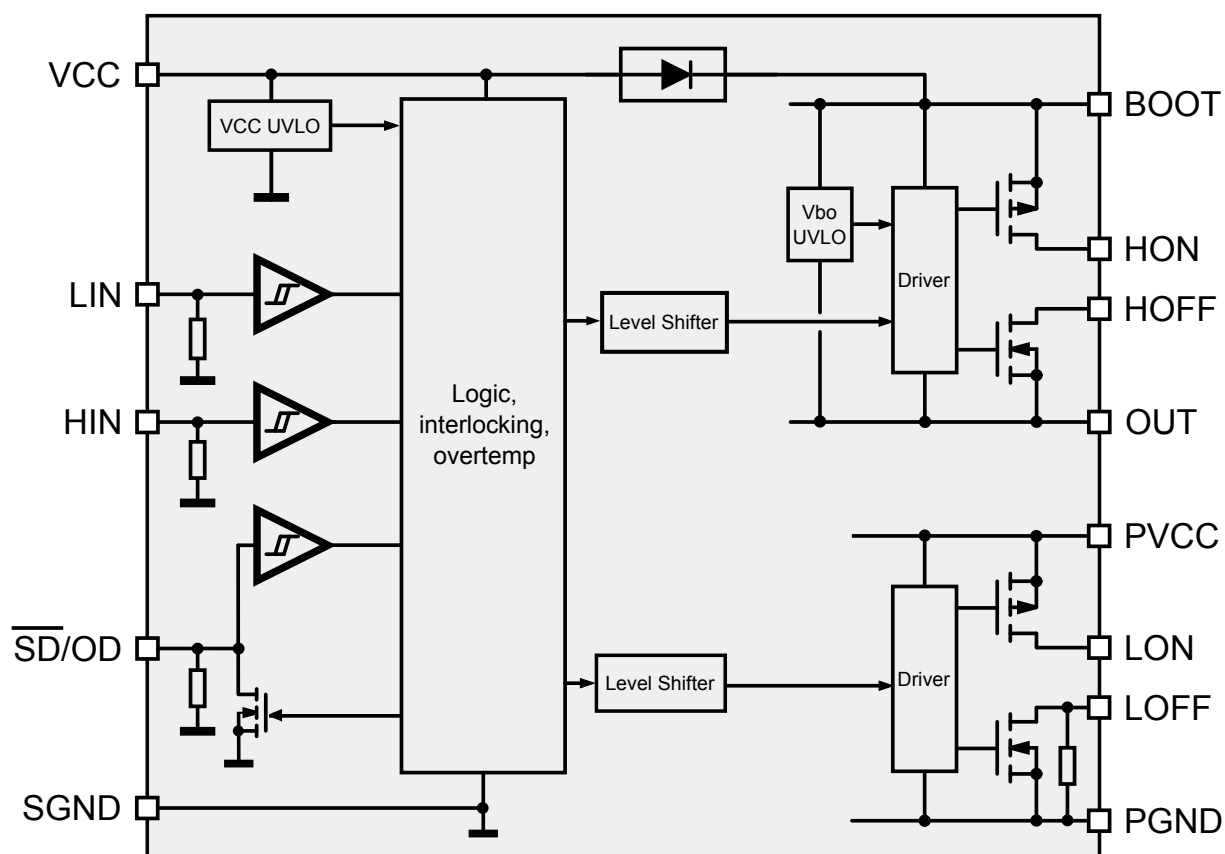 VCC
VCC UVLO
BOOT
Vbo
UVLO
HON
LIN
Driver
HOFF
Level Shifter
Logic,
interlocking,
overtemp
HIN
OUT
PVCC
SD/OD
LON
Level Shifter
Driver
LOFF
SGND
PGND